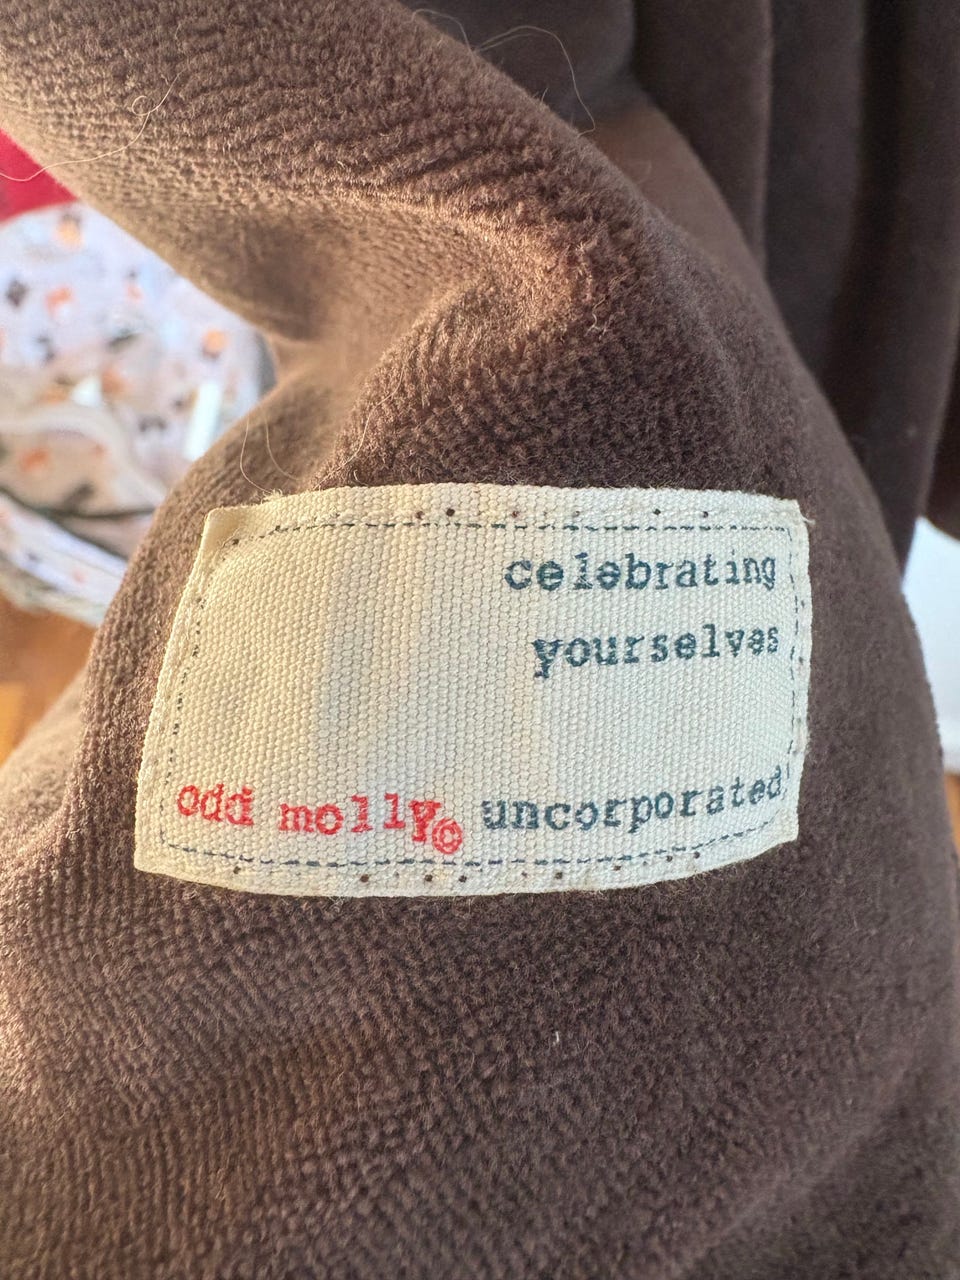 celebrating
yourselves
odd molly© uncorporated